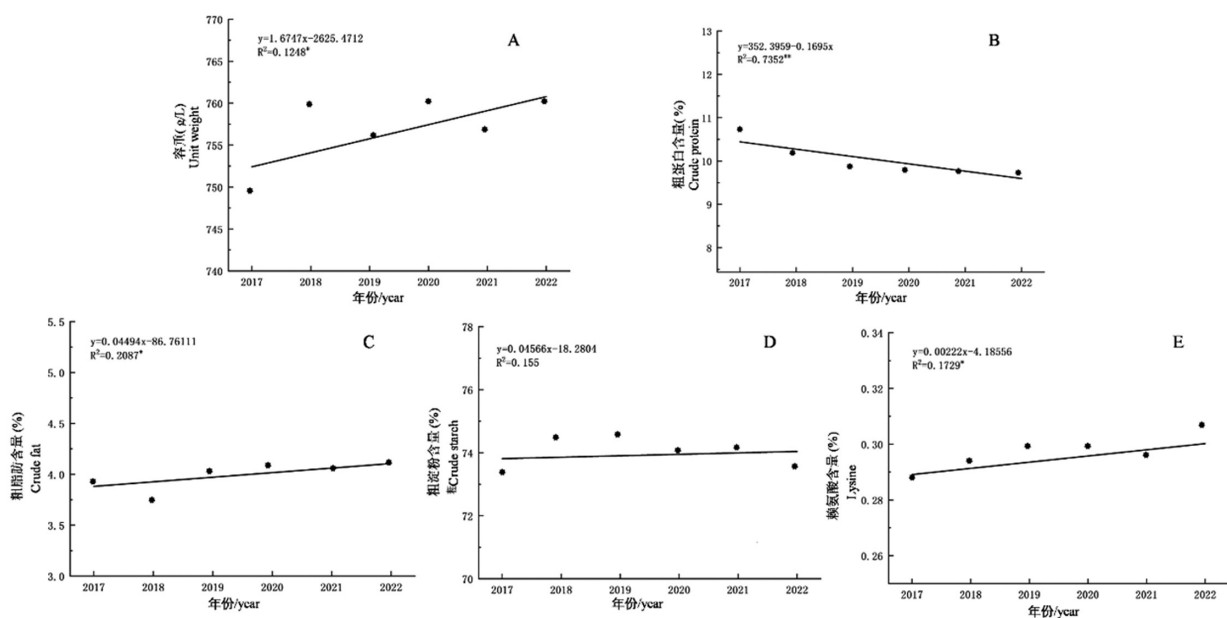 A
y=1.6747x-2625.4712
R²=0.1248*
770
765
760
755
750
745
740
容重(g/L)
Unit weight
2017 2018 2019 2020 2021 2022
年份/year
B
y=352.3959-0.1695x
R²=0.7352**
13
12
11
10
9
8
粗蛋白含量(%)
Crude protein
2017 2018 2019 2020 2021 2022
年份/year
C
y=0.04494x-86.76111
R²=0.2087*
5.5
5.0
4.5
4.0
3.5
3.0
粗脂肪含量(%)
Crude fat
2017 2018 2019 2020 2021 2022
年份/year
D
y=0.04566x-18.2804
R²=0.155
78
76
74
72
70
粗淀粉含量(%)
粗Crude starch
2017 2018 2019 2020 2021 2022
年份/year
E
y=0.00222x-4.18556
R²=0.1729*
0.34
0.32
0.30
0.28
0.26
赖氨酸含量(%)
Lysine
2017 2018 2019 2020 2021 2022
年份/year